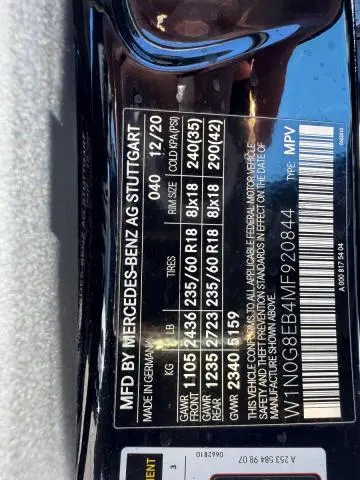 MFD BY MERCEDES-BENZ AG STUTTGART
MADE IN GERMANY 040 12/20
KG LB TIRES RIM SIZE COLD KPA(PSI)
GAWR FRONT 1105 2436 235/60 R18 8Jx18 240(35)
GAWR REAR 1235 2723 235/60 R18 8Jx18 290(42)
GVWR 2340 5159
THIS VEHICLE CONFORMS TO ALL APPLICABLE FEDERAL MOTOR VEHICLE
SAFETY AND THEFT PREVENTION STANDARDS IN EFFECT ON THE DATE OF
MANUFACTURE SHOWN ABOVE.
W1N0G8EB4MF920844 TYPE: MPV
A 000 817 54 04
0662810
A 253 584 98 07
0662810
3